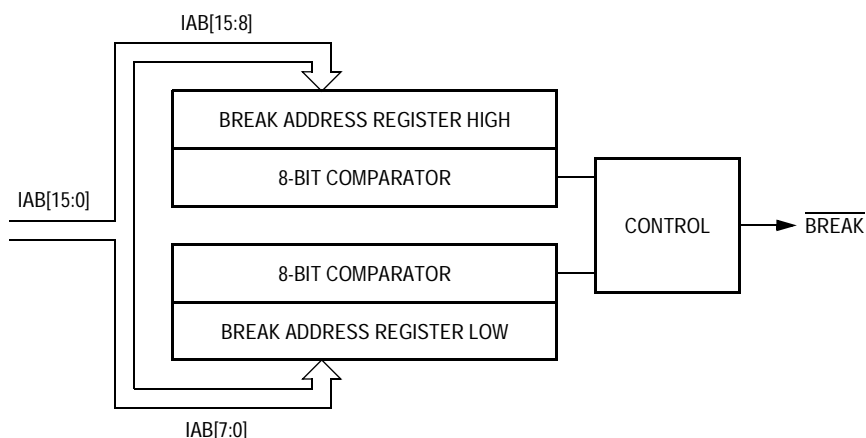 IAB[15:8]
BREAK ADDRESS REGISTER HIGH
8-BIT COMPARATOR
IAB[15:0]
CONTROL
BREAK
8-BIT COMPARATOR
BREAK ADDRESS REGISTER LOW
IAB[7:0]